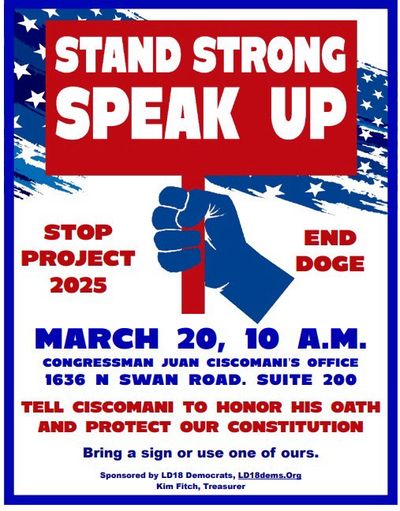 STAND STRONG
SPEAK UP
STOP
PROJECT
2025
END
DOGE
MARCH 20, 10 A.M.
CONGRESSMAN JUAN CISCOMANI'S OFFICE
1636 N SWAN ROAD. SUITE 200
TELL CISCOMANI TO HONOR HIS OATH
AND PROTECT OUR CONSTITUTION
Bring a sign or use one of ours.
Sponsored by LD18 Democrats, LD18dems.Org
Kim Fitch, Treasurer